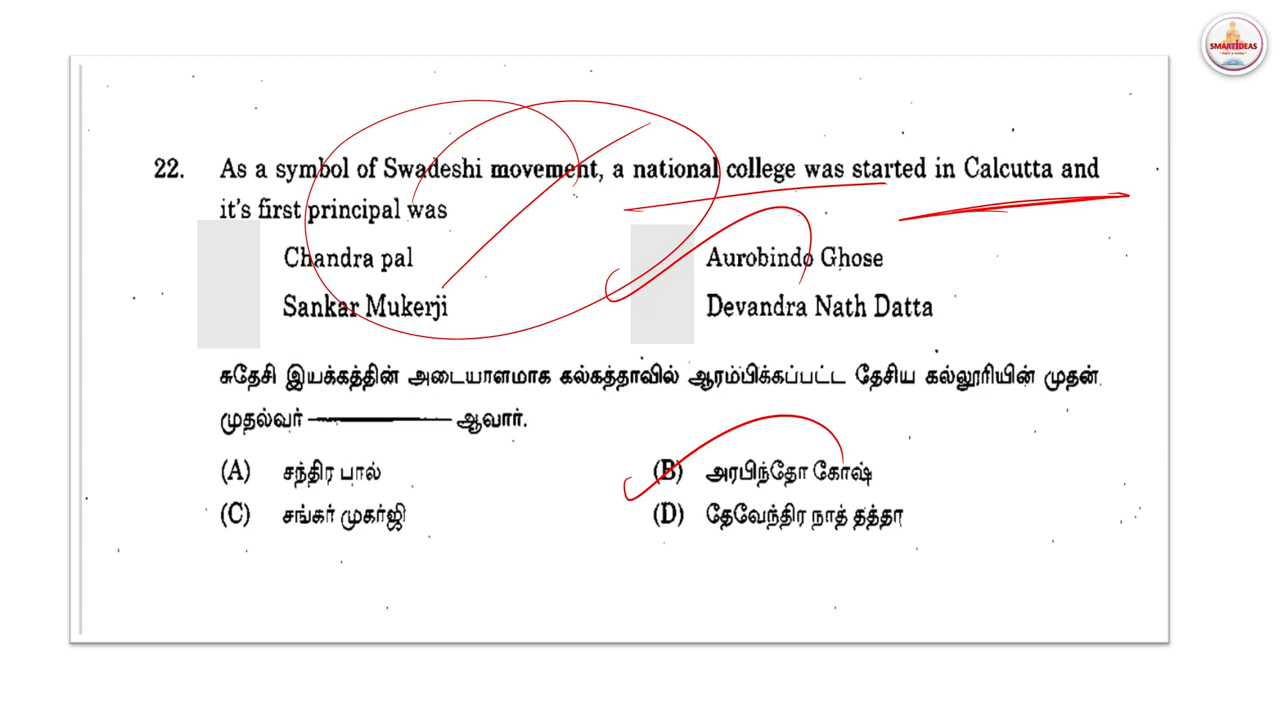 SMARTIDEAS
22. As a symbol of Swadeshi movement, a national college was started in Calcutta and
it's first principal was
Chandra pal Aurobindo Ghose
Sankar Mukerji Devandra Nath Datta
சுதேசி இயக்கத்தின் அடையாளமாக கல்கத்தாவில் ஆரம்பிக்கப்பட்ட தேசிய கல்லூரியின் முதன்
முதல்வர் ———— ஆவார்.
(A) சந்திர பால் (B) அரபிந்தோ கோஷ்
(C) சங்கர் முகர்ஜி (D) தேவேந்திர நாத் தத்தா